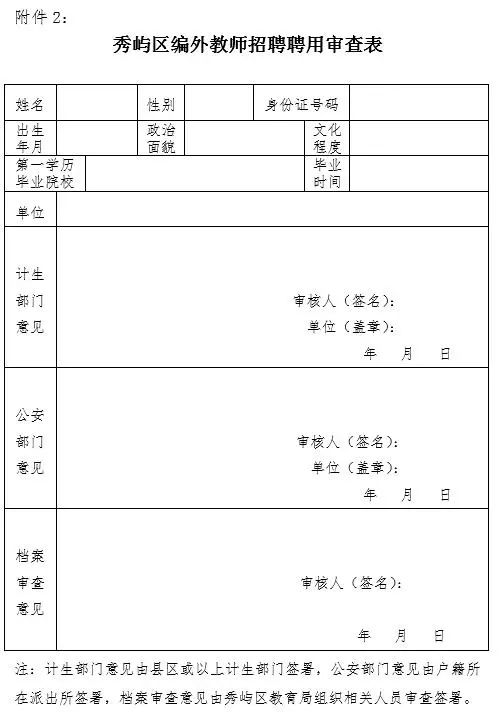 附件 2：
秀屿区编外教师招聘聘用审查表
姓名 性别 身份证号码
出生年月 政治面貌 文化程度
第一学历毕业院校 毕业时间
单位
计生部门意见
审核人（签名）：
单位（盖章）：
年 月 日
公安部门意见
审核人（签名）：
单位（盖章）：
年 月 日
档案审查意见
审核人（签名）：
年 月 日
注：计生部门意见由县区或以上计生部门签署，公安部门意见由户籍所
在派出所签署，档案审查意见由秀屿区教育局组织相关人员审查签署。